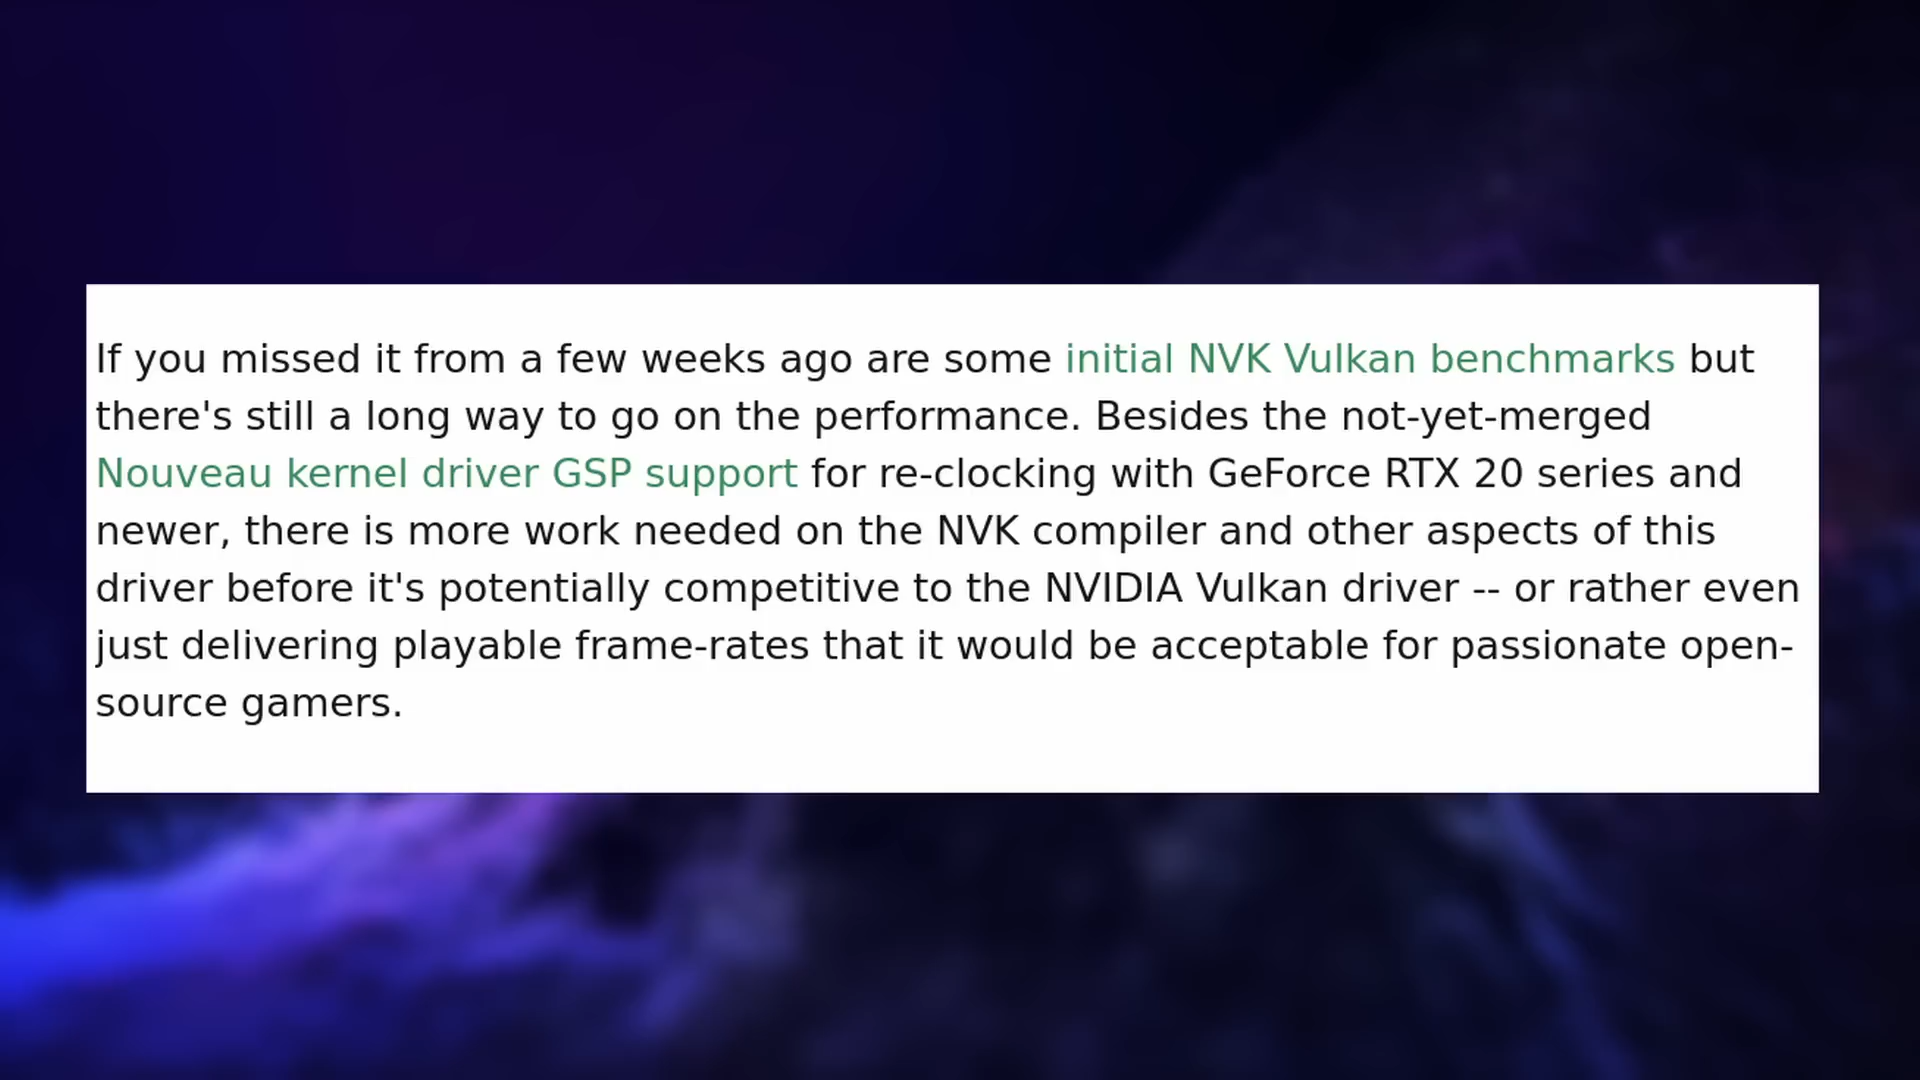 If you missed it from a few weeks ago are some initial NVK Vulkan benchmarks but
there's still a long way to go on the performance. Besides the not-yet-merged
Nouveau kernel driver GSP support for re-clocking with GeForce RTX 20 series and
newer, there is more work needed on the NVK compiler and other aspects of this
driver before it's potentially competitive to the NVIDIA Vulkan driver -- or rather even
just delivering playable frame-rates that it would be acceptable for passionate open-
source gamers.